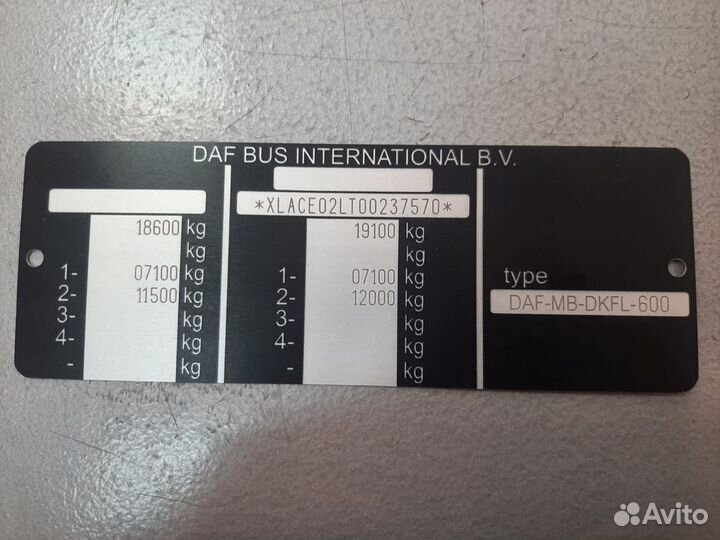 DAF BUS INTERNATIONAL B.V.
*XLACE02LT00237570*
18600 kg
kg
1- 07100 kg
2- 11500 kg
3- kg
4- kg
- kg
19100 kg
kg
1- 07100 kg
2- 12000 kg
3- kg
4- kg
- kg
type
DAF-MB-DKFL-600
Avito